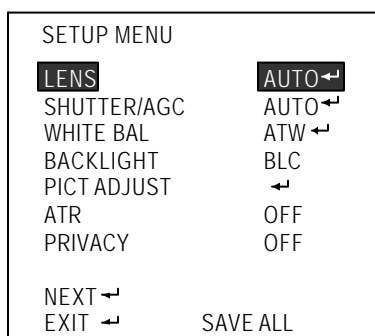 SETUP MENU
LENS AUTO↵
SHUTTER/AGC AUTO↵
WHITE BAL ATW↵
BACKLIGHT BLC
PICT ADJUST ↵
ATR OFF
PRIVACY OFF
NEXT↵
EXIT ↵ SAVE ALL